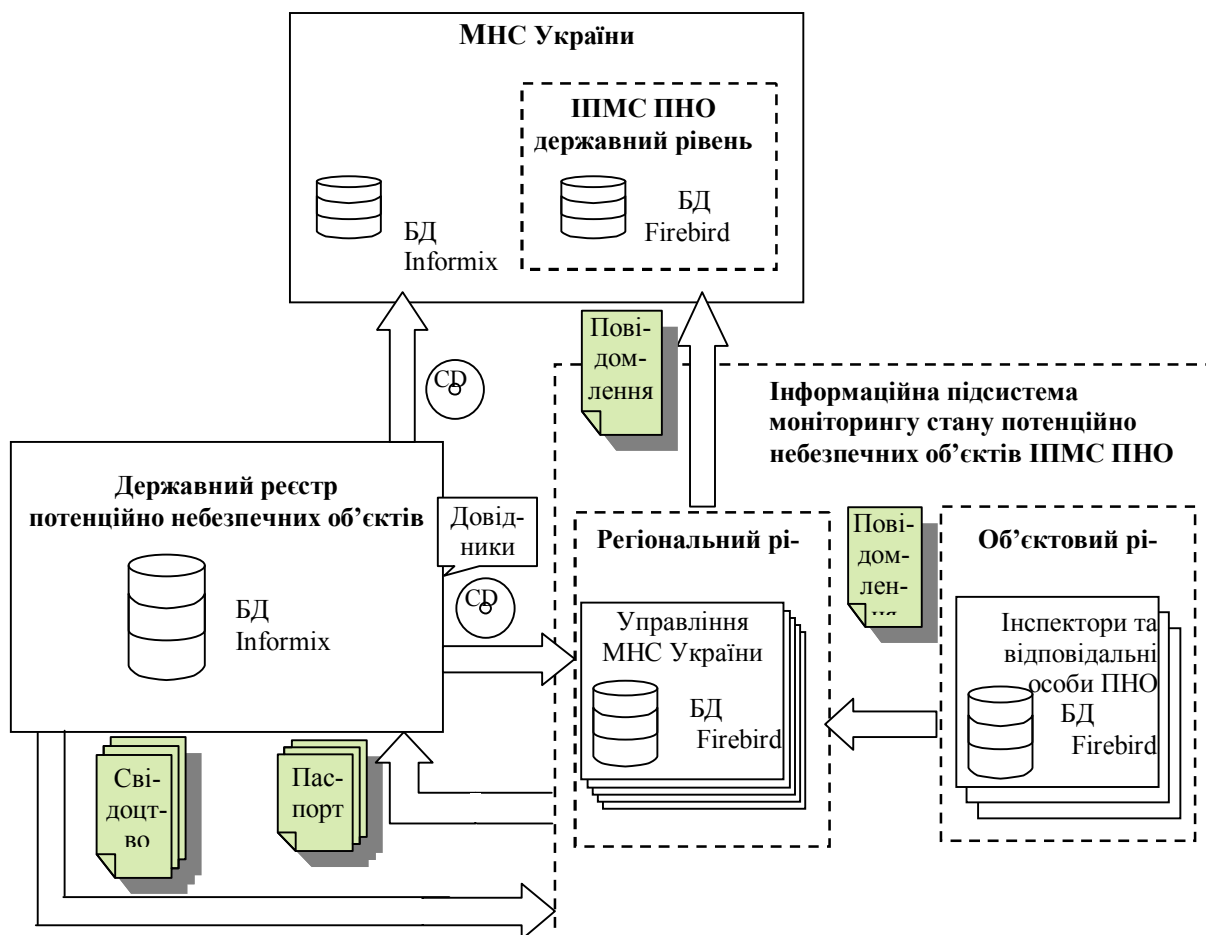 МНС України
ІПМС ПНО
державний рівень
БД
Firebird
БД
Informix
CD
Пові-
дом-
лення
Інформаційна підсистема
моніторингу стану потенційно
небезпечних об’єктів ІПМС ПНО
Державний реєстр
потенційно небезпечних об’єктів
БД
Informix
Довід-
ники
CD
Регіональний рі-
Управління
МНС України
БД
Firebird
Пові-
дом-
лен-
ня
Об’єктовий рі-
Інспектори та
відповідальні
особи ПНО
БД
Firebird
Сві-
доцт-
во
Пас-
порт